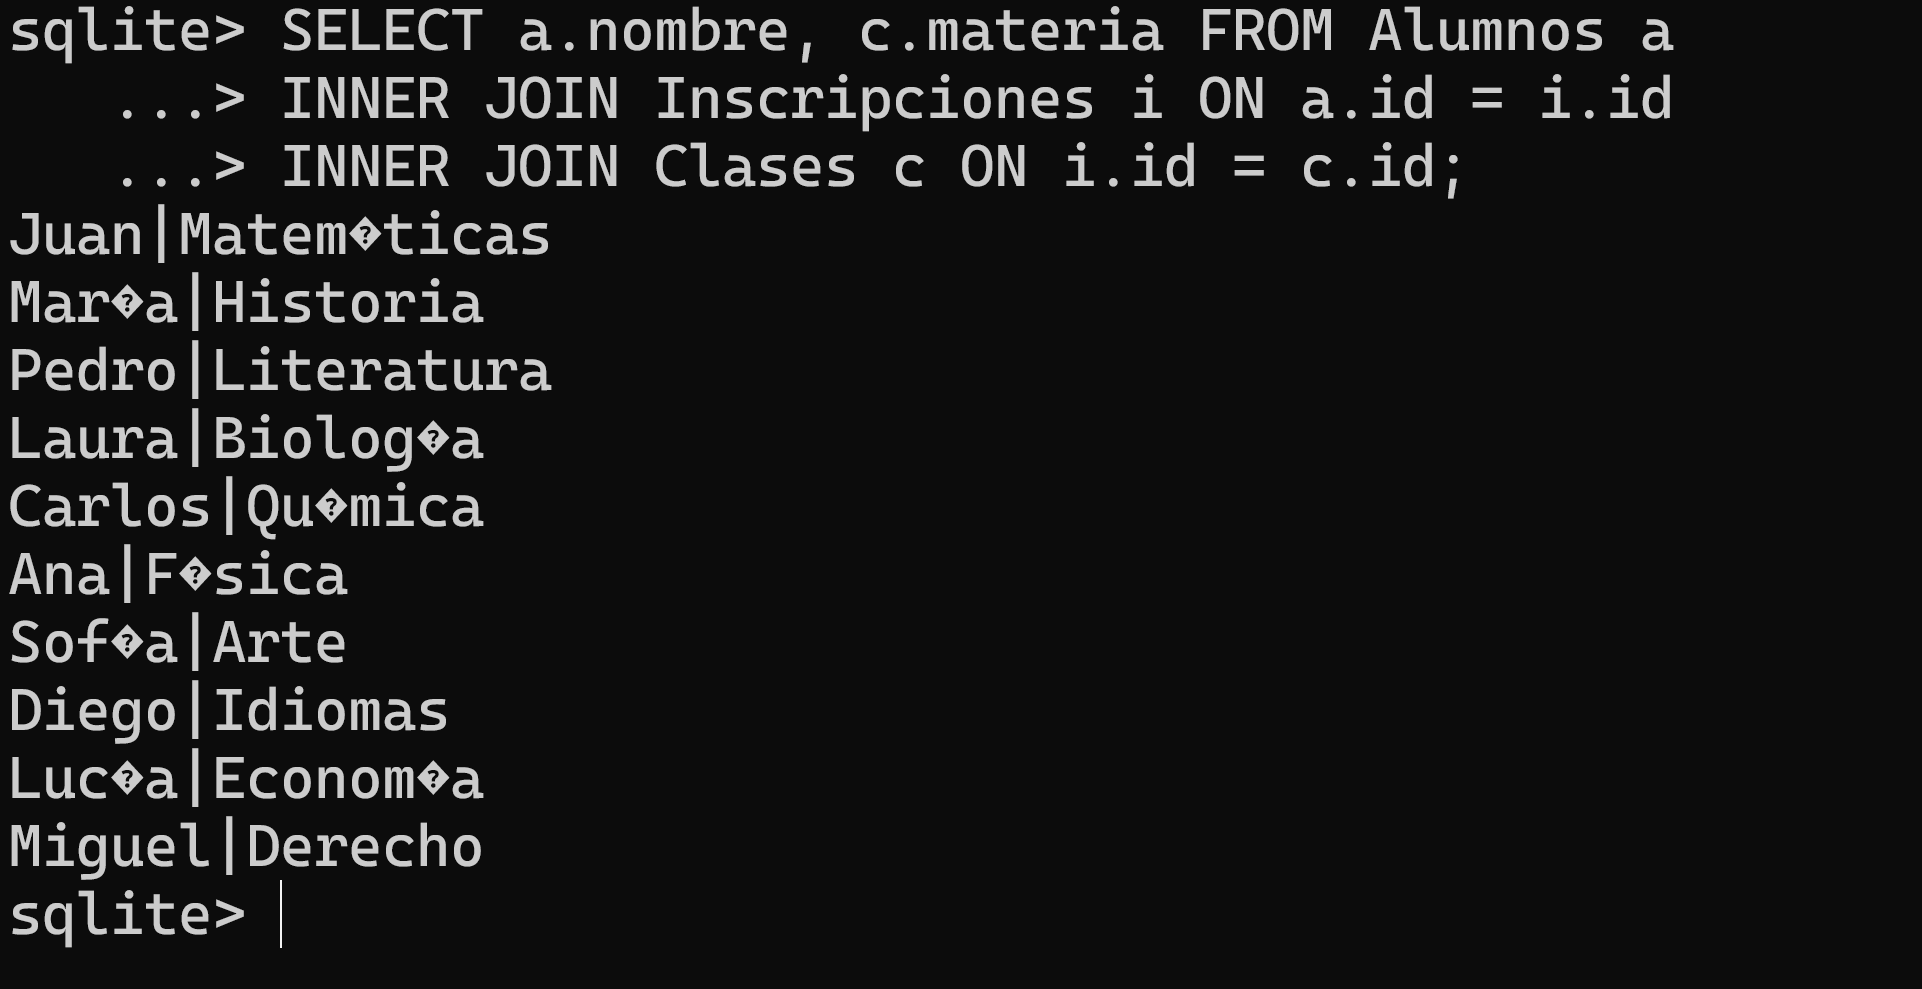 sqlite> SELECT a.nombre, c.materia FROM Alumnos a
   ...> INNER JOIN Inscripciones i ON a.id = i.id
   ...> INNER JOIN Clases c ON i.id = c.id;
Juan|Matem�ticas
Mar�a|Historia
Pedro|Literatura
Laura|Biolog�a
Carlos|Qu�mica
Ana|F�sica
Sof�a|Arte
Diego|Idiomas
Luc�a|Econom�a
Miguel|Derecho
sqlite>